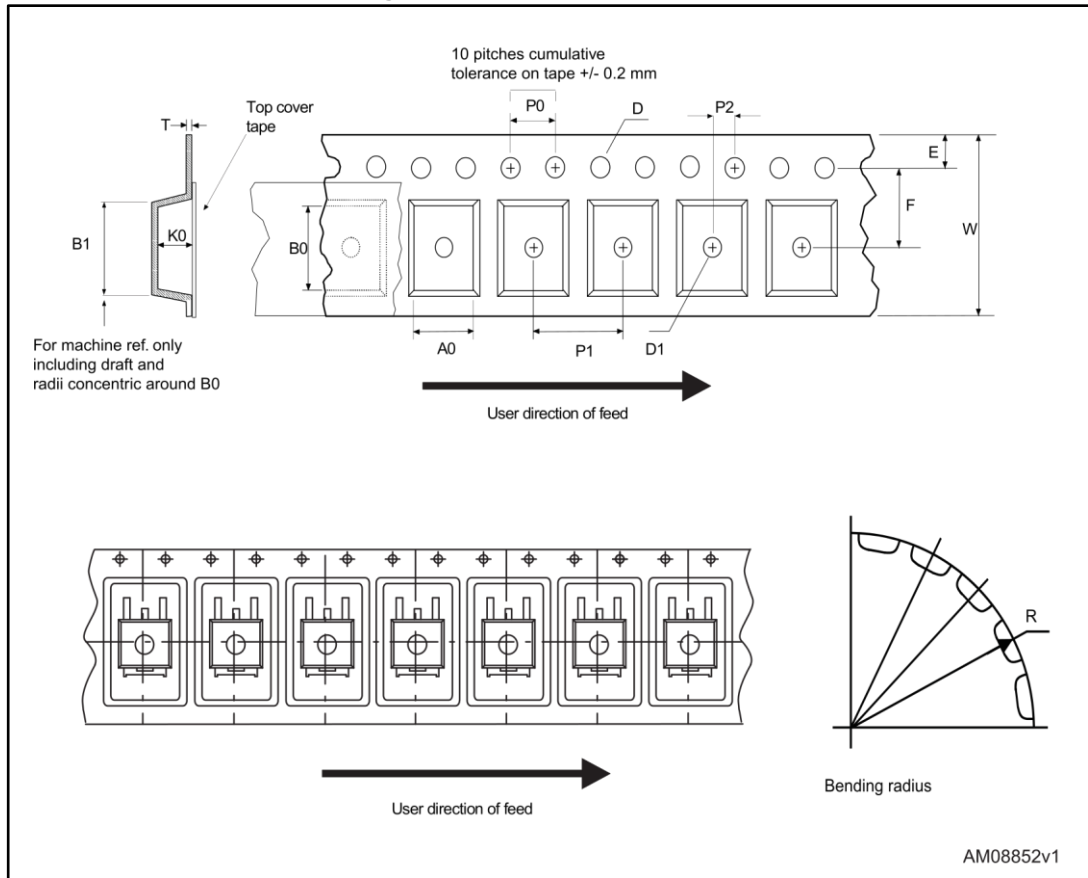 10 pitches cumulative
tolerance on tape +/- 0.2 mm
Top cover
tape
T
P0
D
P2
E
F
W
B1
K0
B0
For machine ref. only
including draft and
radii concentric around B0
A0
P1
D1
User direction of feed
R
Bending radius
User direction of feed
AM08852v1